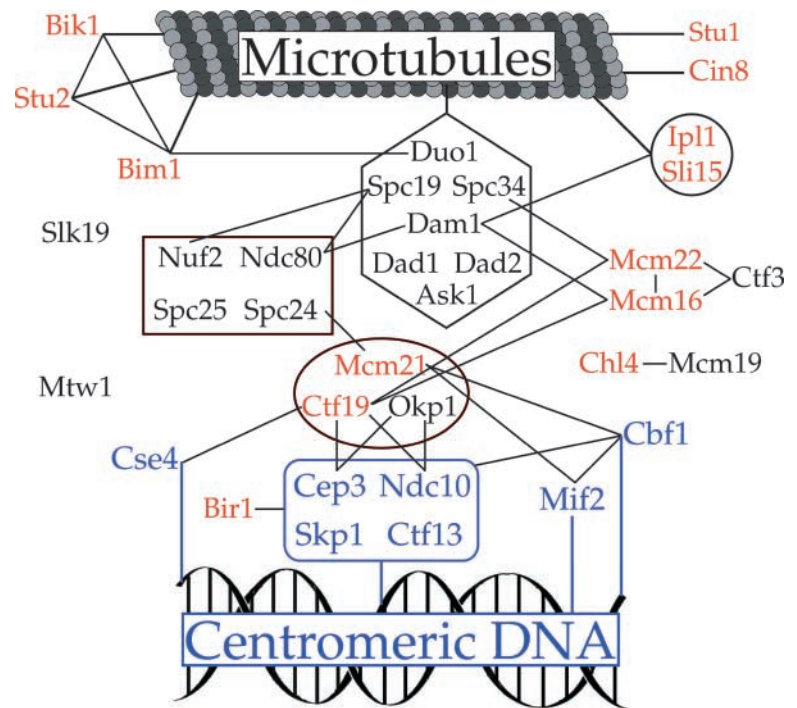 Bik1
Microtubules
Stu1
Cin8
Stu2
Bim1
Duo1
Ipl1
Sli15
Spc19 Spc34
Slk19
Dam1
Nuf2 Ndc80
Dad1 Dad2
Mcm22
Ctf3
Ask1
Mcm16
Spc25 Spc24
Mcm21
Chl4 Mcm19
Mtw1
Ctf19 Okp1
Cse4
Cbf1
Cep3 Ndc10
Mif2
Bir1
Skp1 Ctf13
Centromeric DNA